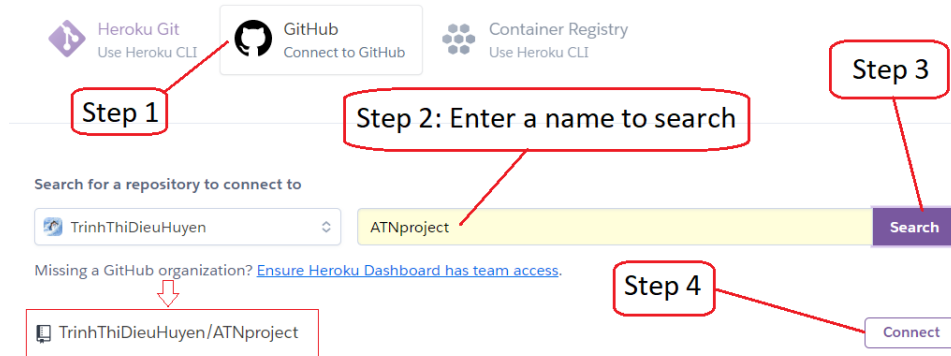 Heroku Git
Use Heroku CLI
GitHub
Connect to GitHub
Container Registry
Use Heroku CLI
Step 3
Step 1
Step 2: Enter a name to search
Search for a repository to connect to
TrinhThiDieuHuyen
ATNproject
Search
Missing a GitHub organization? Ensure Heroku Dashboard has team access.
Step 4
TrinhThiDieuHuyen/ATNproject
Connect